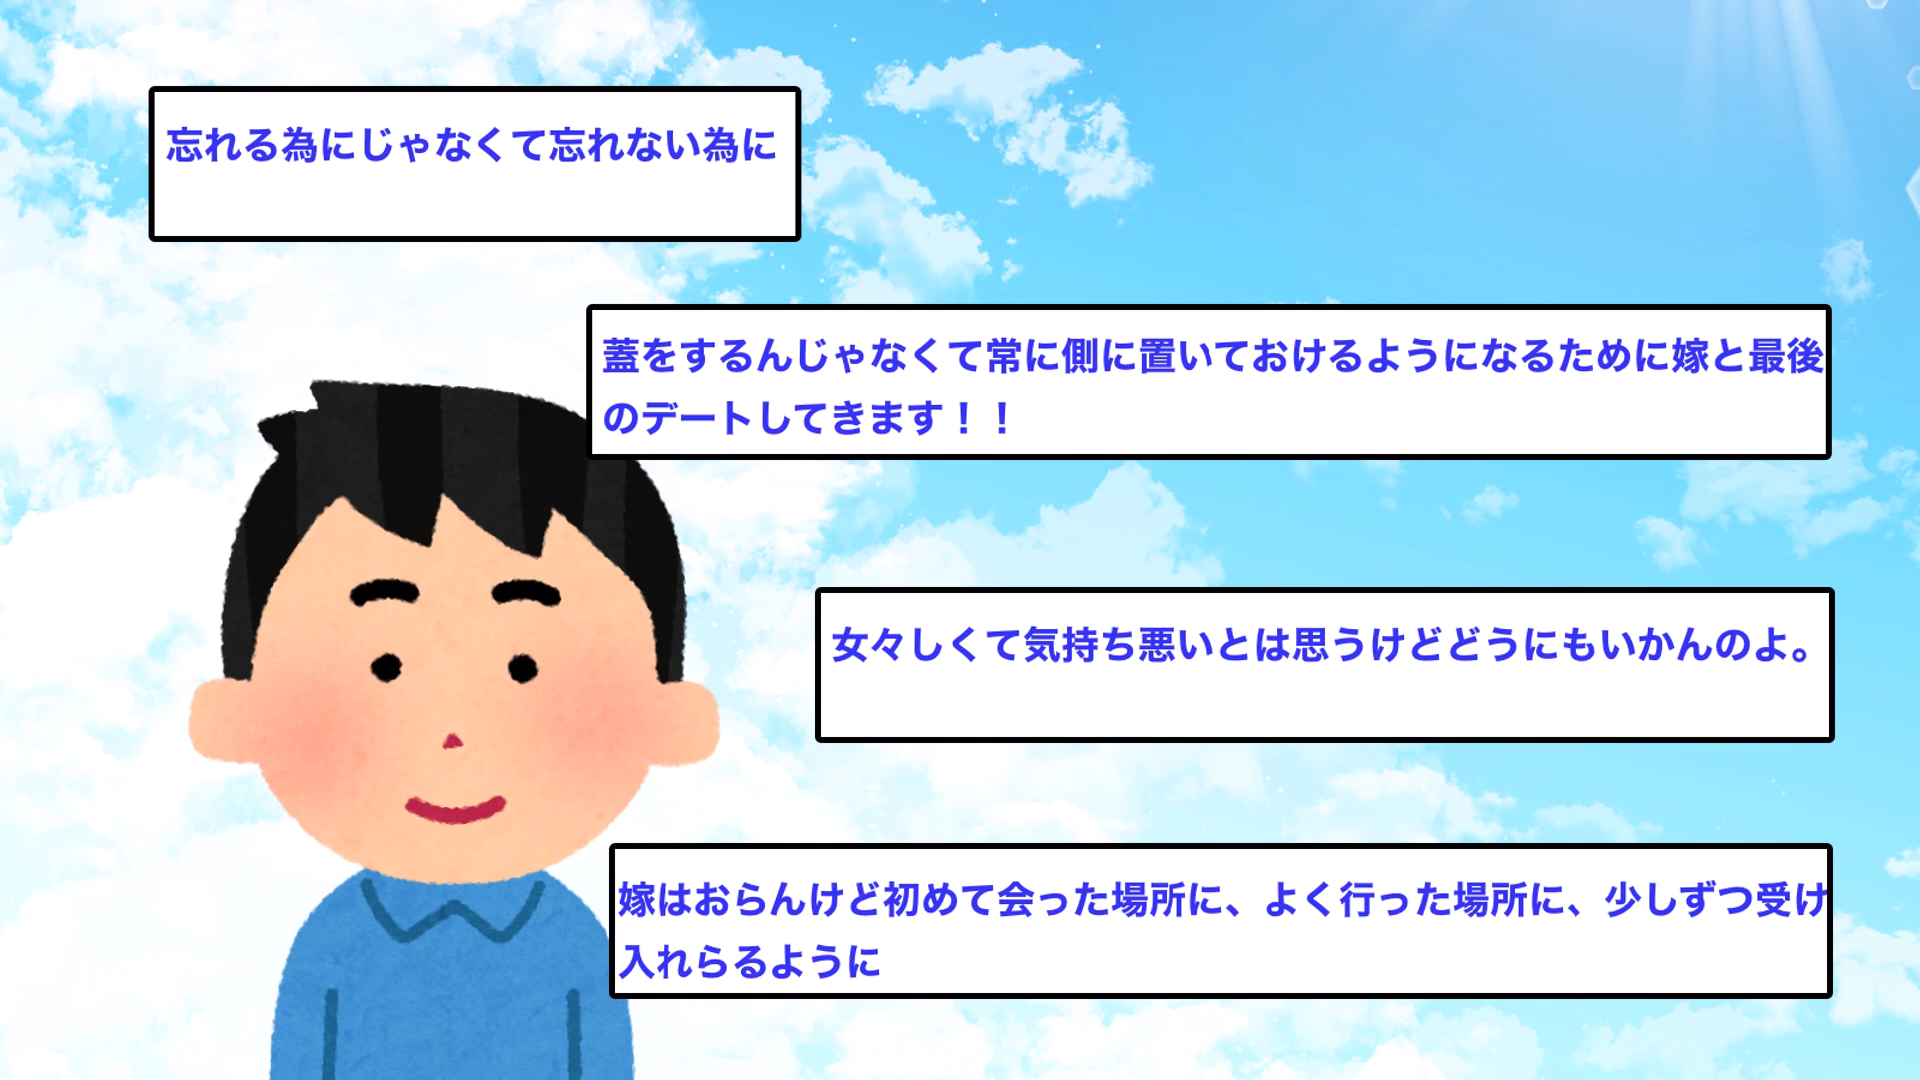 忘れる為にじゃなくて忘れない為に
蓋をするんじゃなくて常に側に置いておけるようになるために嫁と最後
のデートしてきます！！
女々しくて気持ち悪いとは思うけどどうにもいかんのよ。
嫁はおらんけど初めて会った場所に、よく行った場所に、少しずつ受け
入れらるように